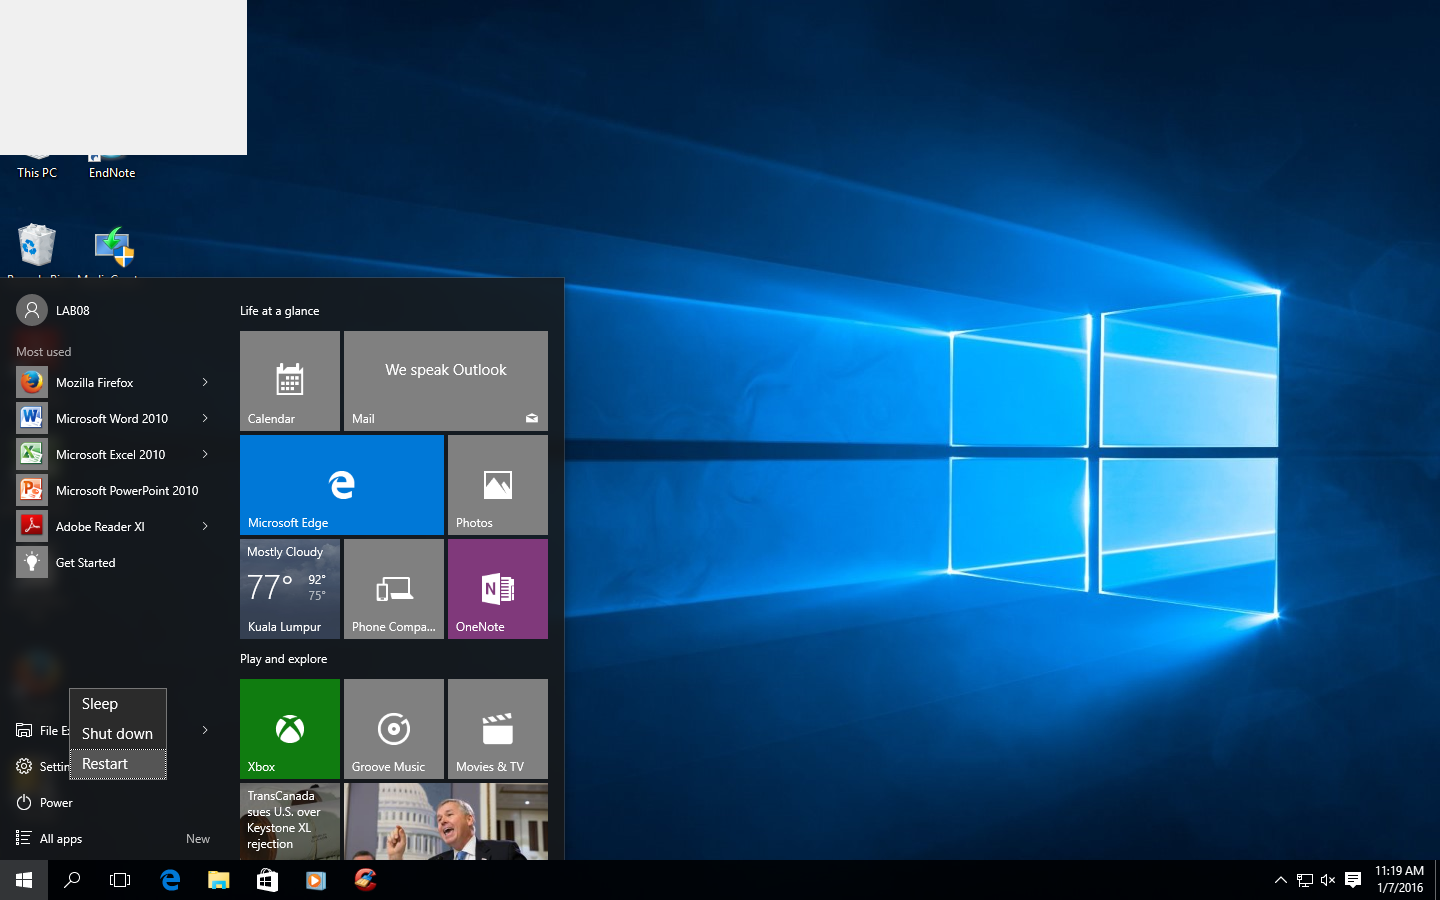 This PC
EndNote
LAB08
Most used
Mozilla Firefox
Microsoft Word 2010
Microsoft Excel 2010
Microsoft PowerPoint 2010
Adobe Reader XI
Get Started
Sleep
Shut down
Restart
File
Power
All apps
New
Life at a glance
Calendar
We speak Outlook
Mail
Microsoft Edge
Photos
Mostly Cloudy
77°
92°
75°
Kuala Lumpur
Phone Compa...
OneNote
Play and explore
Xbox
Groove Music
Movies & TV
TransCanada
sues U.S. over
Keystone XL
rejection
11:19 AM
1/7/2016